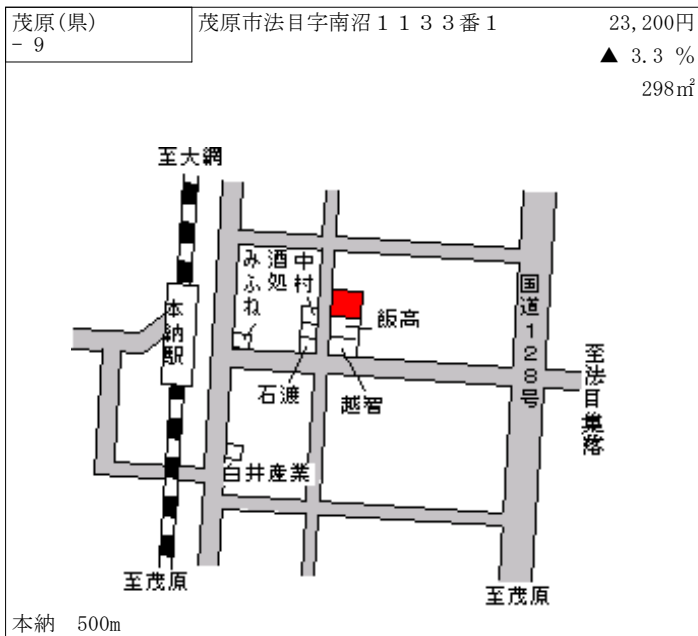 茂原(県)
- 9
茂原市法目字南沼１１３３番１
23,200円
▲ 3.3 %
298㎡
至大網
本納駅
酒処
みふね
中村
飯高
石渡
越智
国道128号
至法目集落
白井産業
至茂原
至茂原
本納 500m